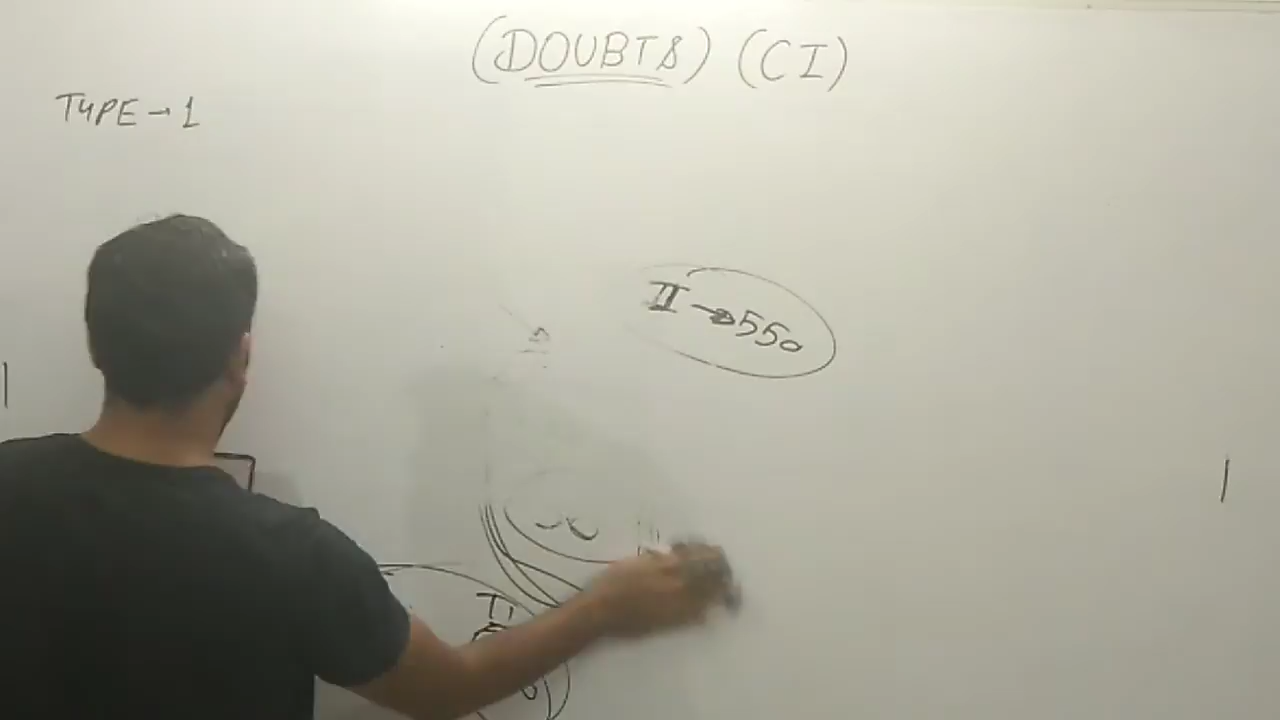 (DOUBTS) (CI)
TYPE → 1
II → 550